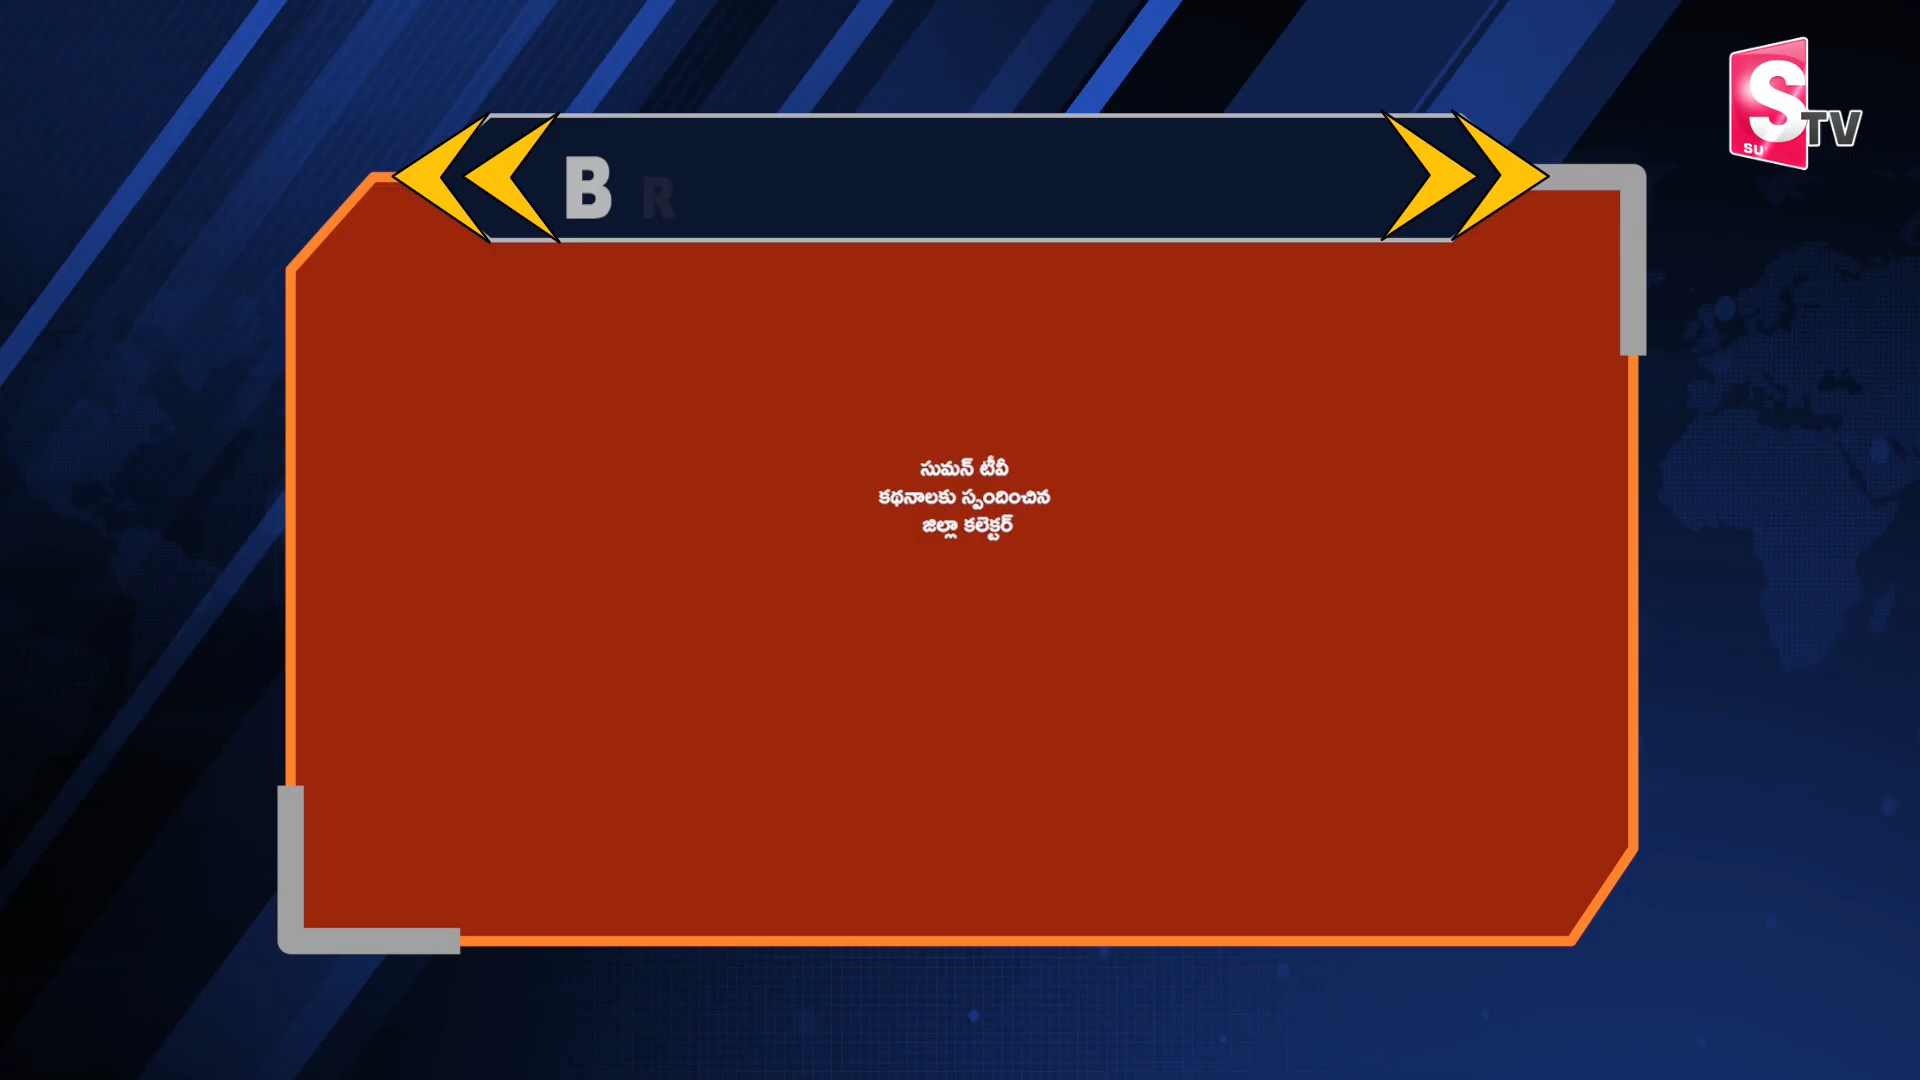 S
TV
SU
B R
సుమన్ టీవీ
కథనాలకు స్పందించిన
జిల్లా కలెక్టర్